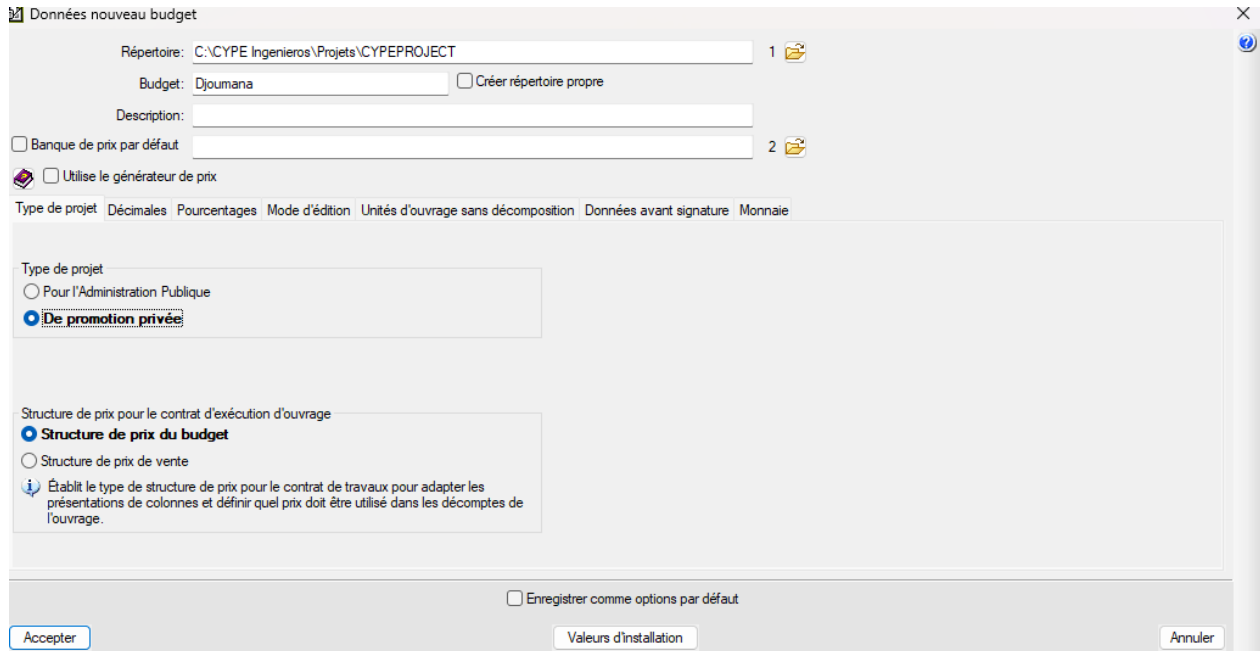 Données nouveau budget
Répertoire: C:\CYPE Ingenieros\Projets\CYPEPROJECT 1
Budget: Djoumana Créer répertoire propre
Description:
Banque de prix par défaut 2
Utilise le générateur de prix
Type de projet Décimales Pourcentages Mode d'édition Unités d'ouvrage sans décomposition Données avant signature Monnaie
Type de projet
Pour l'Administration Publique
De promotion privée
Structure de prix pour le contrat d'exécution d'ouvrage
Structure de prix du budget
Structure de prix de vente
Établit le type de structure de prix pour le contrat de travaux pour adapter les
présentations de colonnes et définir quel prix doit être utilisé dans les décomptes de
l'ouvrage.
Enregistrer comme options par défaut
Accepter Valeurs d'installation Annuler